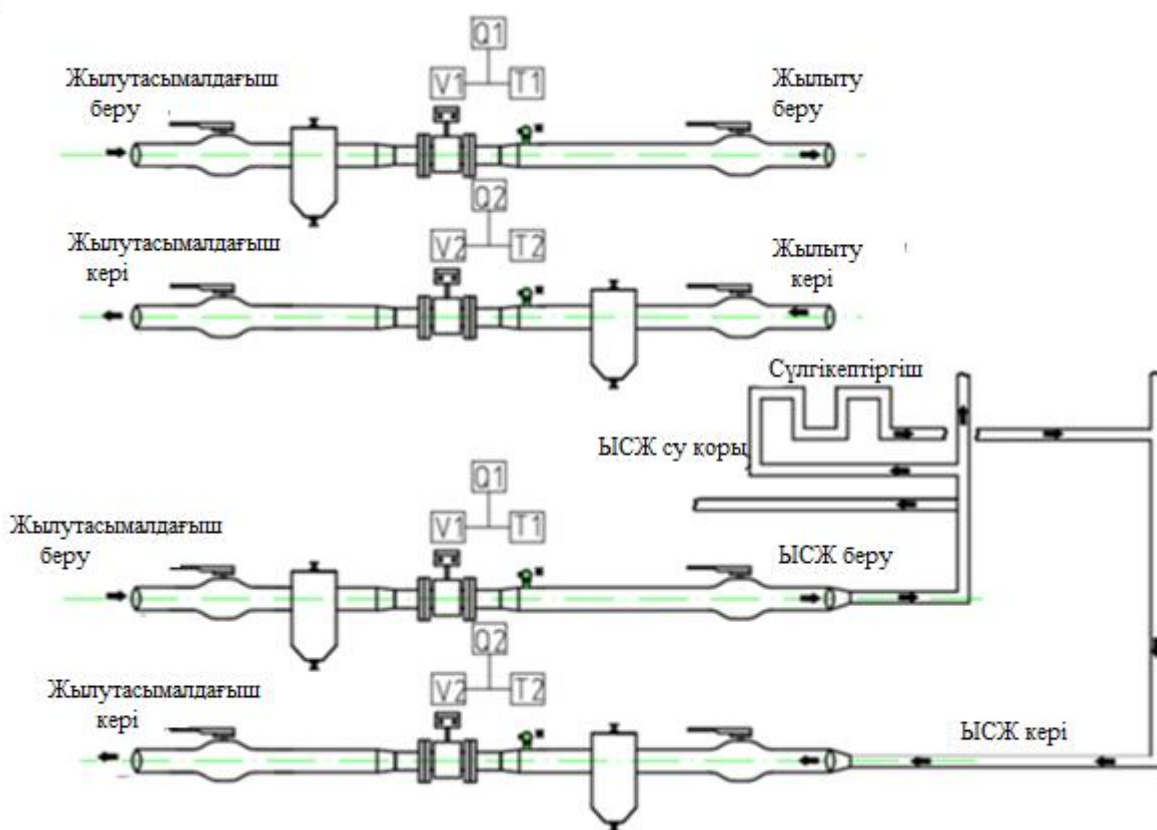 Q1
Жылутасымалдағыш
беру
V1 T1
Жылыту
беру
Q2
Жылутасымалдағыш
кері
V2 T2
Жылыту
кері
Сүлгікептіргіш
ЫСЖ су қоры
Q1
Жылутасымалдағыш
беру
V1 T1
ЫСЖ беру
Q2
Жылутасымалдағыш
кері
V2 T2
ЫСЖ кері